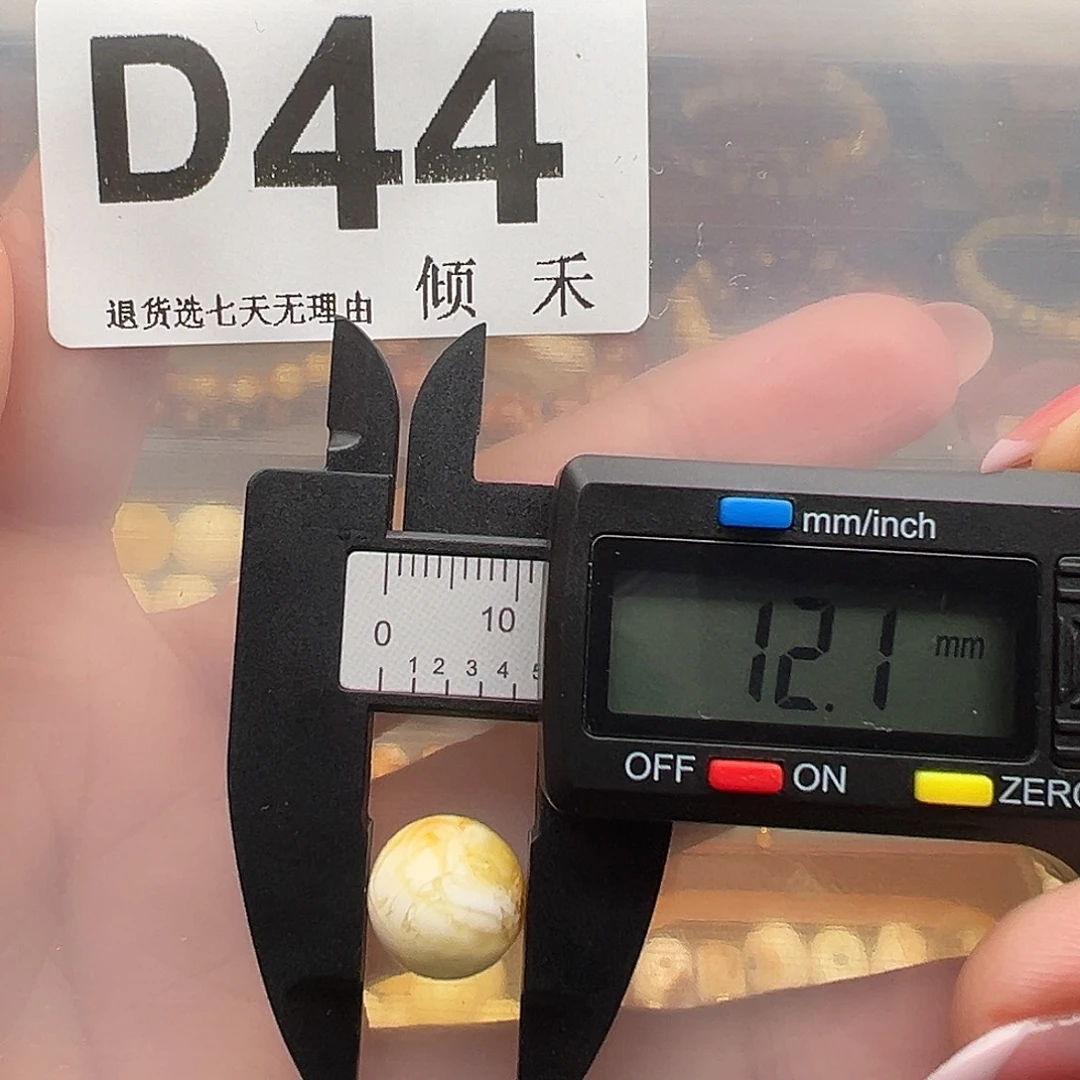 D44
退货选七天无理由 倾禾
mm/inch
0 10
1 2 3 4 5
12.1 mm
OFF ON ZERO